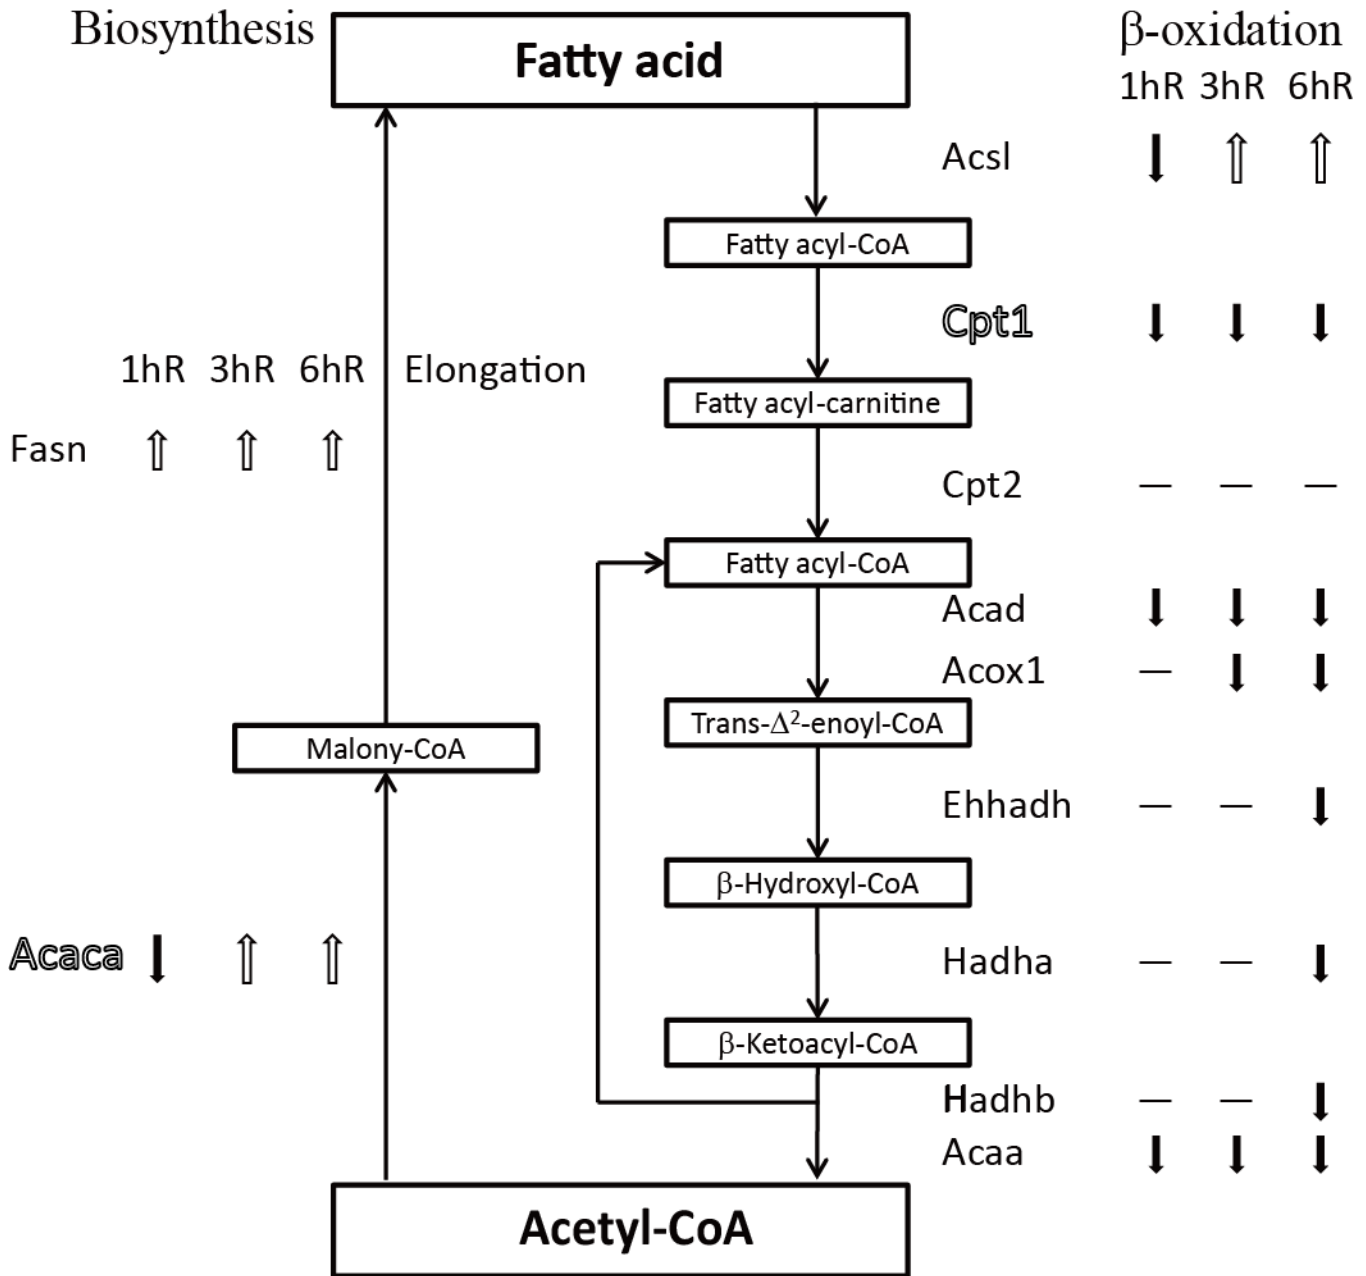 Biosynthesis
Fatty acid
β-oxidation
1hR 3hR 6hR
Acsl
Fatty acyl-CoA
Cpt1
1hR 3hR 6hR
Elongation
Fatty acyl-carnitine
Fasn
Cpt2
Fatty acyl-CoA
Acad
Acox1
Trans-Δ²-enoyl-CoA
Malony-CoA
Ehhadh
β-Hydroxyl-CoA
Acaca
Hadha
β-Ketoacyl-CoA
Hadhb
Acaa
Acetyl-CoA